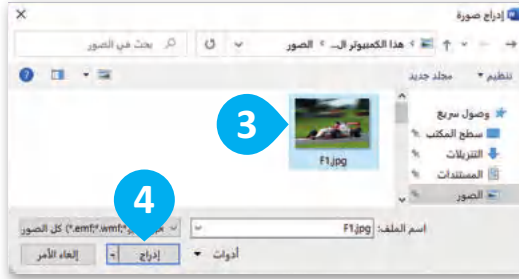 إدراج صورة
هذا الكمبيوتر ال... › الصور
بحث في الصور
تنظيم
مجلد جديد
وصول سريع
سطح المكتب
التنزيلات
المستندات
الصور
3
F1.jpg
4
اسم الملف:
F1.jpg
كل الصور (*.emf;*.wmf;*
أدوات
إدراج
إلغاء الأمر